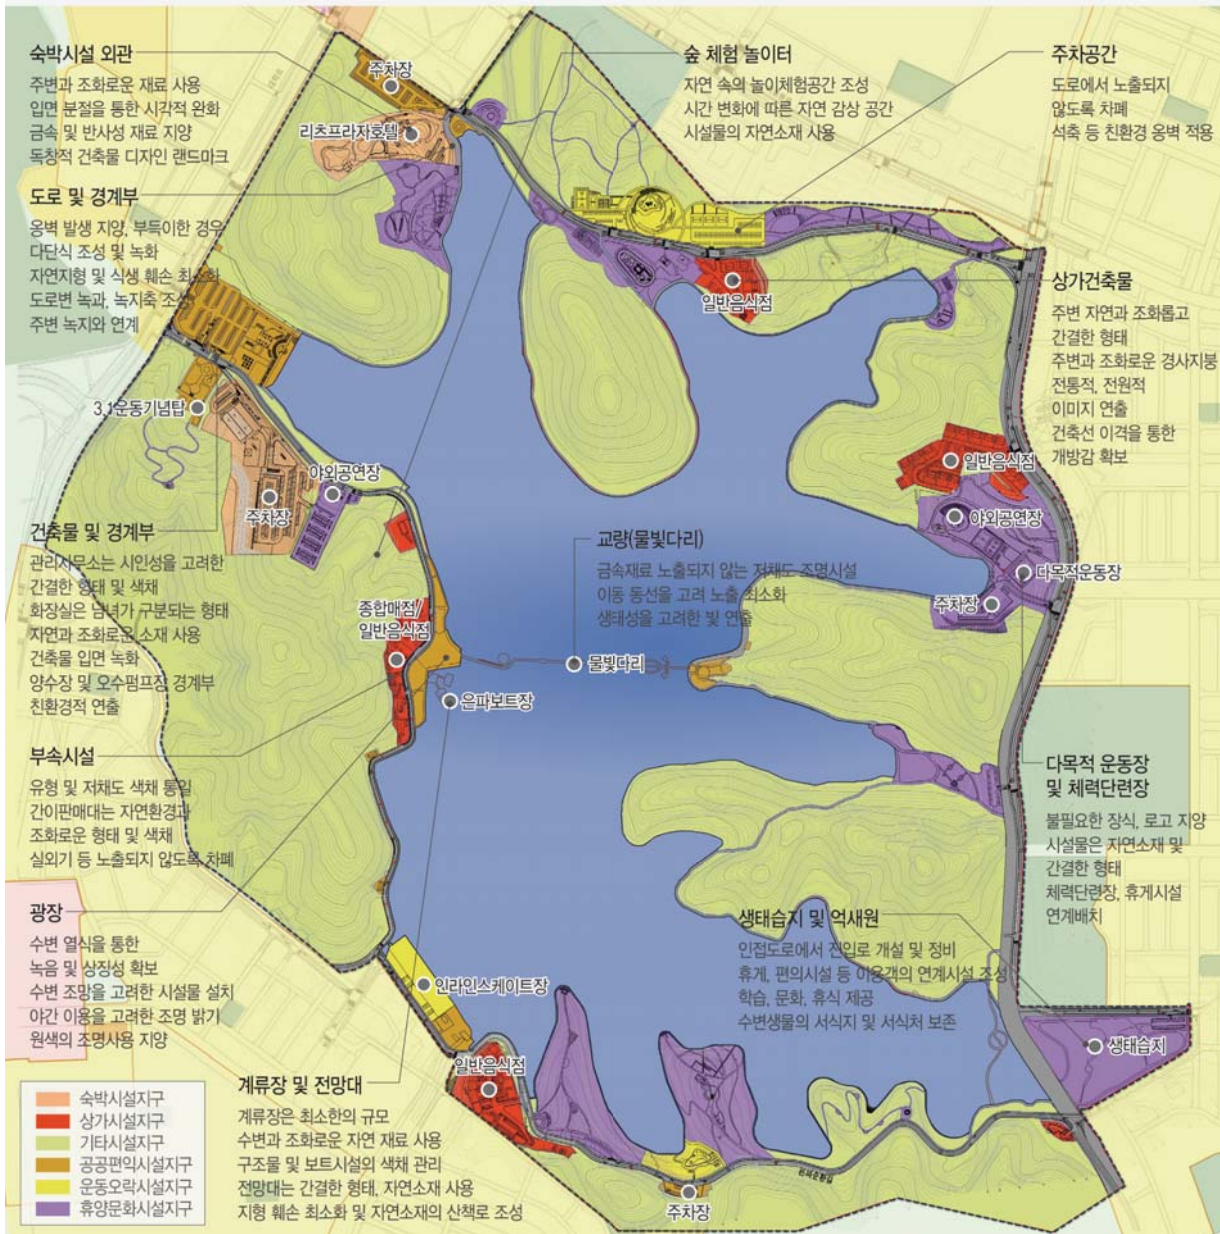 숙박시설 외관
주변과 조화로운 재료 사용
입면 분절을 통한 시각적 완화
금속 및 반사성 재료 지양
독창적 건축물 디자인 랜드마크
도로 및 경계부
옹벽 발생 지양, 부득이한 경우
다단식 조성 및 녹화
자연지형 및 식생 훼손 최소화
도로변 녹과, 녹지축 조성
주변 녹지와 연계
주차장
리츠프라자호텔
숲 체험 놀이터
자연 속의 놀이체험공간 조성
시간 변화에 따른 자연 감상 공간
시설물의 자연소재 사용
주차공간
도로에서 노출되지
않도록 차폐
석축 등 친환경 옹벽 적용
일반음식점
상가건축물
주변 자연과 조화롭고
간결한 형태
주변과 조화로운 경사지붕
전통적, 전원적
이미지 연출
건축선 이격을 통한
개방감 확보
3.1운동기념탑
야외공연장
주차장
일반음식점
야외공연장
다목적운동장
주차장
건축물 및 경계부
관리사무소는 시인성을 고려한
간결한 형태 및 색채
화장실은 남녀가 구분되는 형태
자연과 조화로운 소재 사용
건축물 입면 녹화
양수장 및 오수펌프장 경계부
친환경적 연출
교량(물빛다리)
금속재료 노출되지 않는 저채도 조명시설
이동 동선을 고려 노출 최소화
생태성을 고려한 빛 연출
종합매점/
일반음식점
물빛다리
은파보트장
부속시설
유형 및 저채도 색채 통일
간이판매대는 자연환경과
조화로운 형태 및 색채
실외기 등 노출되지 않도록 차폐
다목적 운동장
및 체력단련장
불필요한 장식, 로고 지양
시설물은 자연소재 및
간결한 형태
체력단련장, 휴게시설
연계배치
광장
수변 열식을 통한
녹음 및 상징성 확보
수변 조망을 고려한 시설물 설치
야간 이용을 고려한 조명 밝기
원색의 조명사용 지양
생태습지 및 억새원
인접도로에서 진입로 개설 및 정비
휴게, 편의시설 등 이용객의 연계시설 조성
학습, 문화, 휴식 제공
수변생물의 서식지 및 서식처 보존
인라인스케이트장
생태습지
일반음식점
계류장 및 전망대
계류장은 최소한의 규모
수변과 조화로운 자연 재료 사용
구조물 및 보트시설의 색채 관리
전망대는 간결한 형태, 자연소재 사용
지형 훼손 최소화 및 자연소재의 산책로 조성
은파순환길
주차장
숙박시설지구
상가시설지구
기타시설지구
공공편익시설지구
운동오락시설지구
휴양문화시설지구